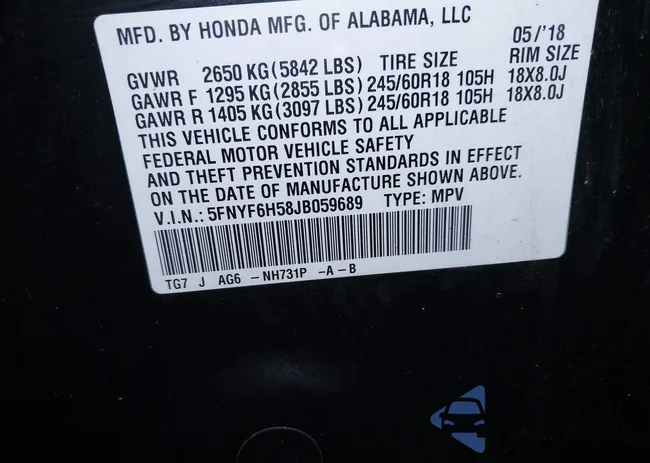 MFD. BY HONDA MFG. OF ALABAMA, LLC 05/'18
GVWR 2650 KG (5842 LBS) TIRE SIZE RIM SIZE
GAWR F 1295 KG (2855 LBS) 245/60R18 105H 18X8.0J
GAWR R 1405 KG (3097 LBS) 245/60R18 105H 18X8.0J
THIS VEHICLE CONFORMS TO ALL APPLICABLE
FEDERAL MOTOR VEHICLE SAFETY
AND THEFT PREVENTION STANDARDS IN EFFECT
ON THE DATE OF MANUFACTURE SHOWN ABOVE.
V.I.N.: 5FNYF6H58JB059689 TYPE: MPV
TG7 J AG6 -NH731P -A-B